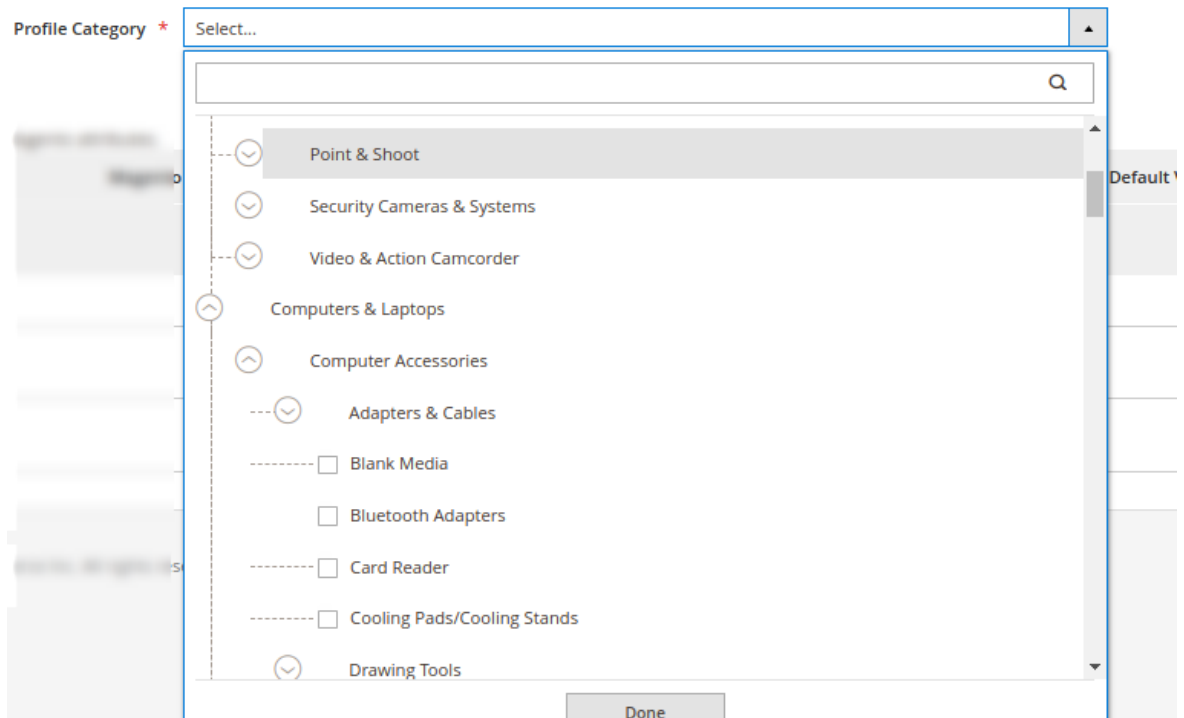 Profile Category *
Select...
Point & Shoot
Default V
Security Cameras & Systems
Video & Action Camcorder
Computers & Laptops
Computer Accessories
Adapters & Cables
Blank Media
Bluetooth Adapters
Card Reader
Cooling Pads/Cooling Stands
Drawing Tools
Done